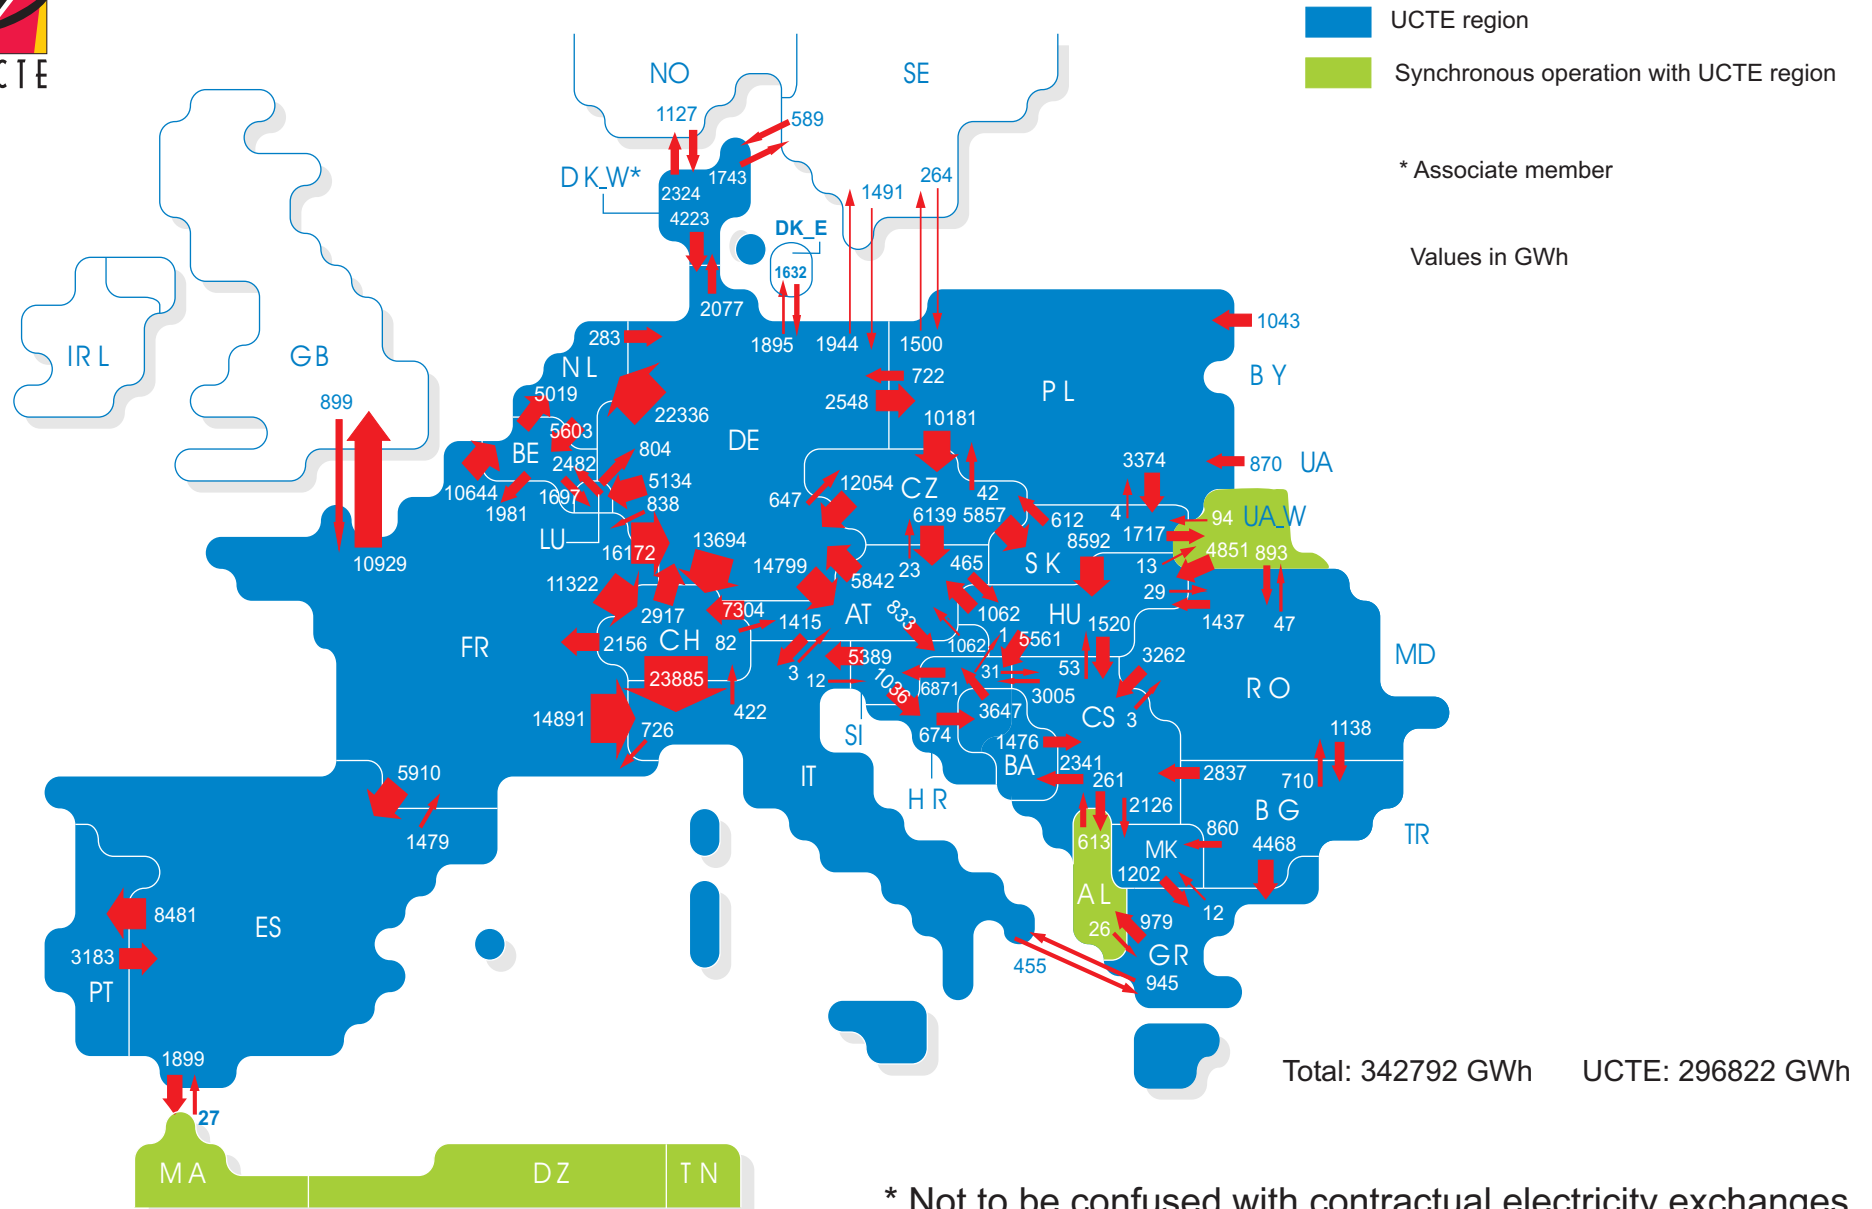 CTE
UCTE region
Synchronous operation with UCTE region
* Associate member
Values in GWh
NO
SE
1127
589
DK_W*
1743
2324
4223
264
1491
DK_E
1632
2077
283
1895
1944
1500
1043
IRL
GB
NL
BY
722
PL
5019
2548
899
22336
10181
5603
DE
804
BE
2482
3374
870
UA
5134
12054
CZ
10644
1697
647
42
1981
838
6139
5857
612
4
94
UA_W
LU
13694
1717
16172
8592
4851
893
10929
14799
23
465
SK
13
11322
5842
29
2917
7304
1415
AT
833
1062
HU
1520
1437
47
FR
2156
CH
82
1062
1
5561
3
5389
53
3262
MD
12
31
23885
1036
6871
3005
RO
422
3647
CS
3
14891
726
SI
674
1138
1476
IT
BA
2341
5910
261
2837
710
HR
2126
BG
1479
613
860
TR
MK
4468
1202
8481
AL
12
ES
26
979
3183
GR
455
PT
945
1899
Total: 342792 GWh
UCTE: 296822 GWh
27
MA
DZ
TN
* Not to be confused with contractual electricity exchanges